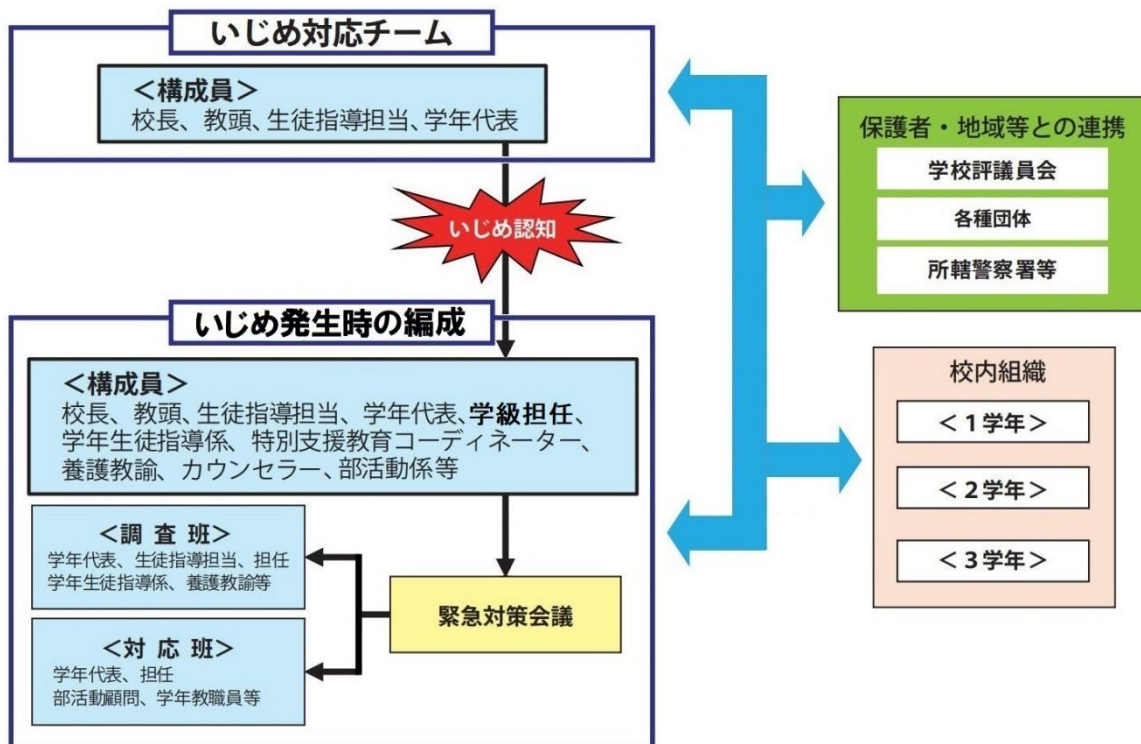 いじめ対応チーム
＜構成員＞
校長、教頭、生徒指導担当、学年代表
いじめ認知
いじめ発生時の編成
＜構成員＞
校長、教頭、生徒指導担当、学年代表、学級担任、
学年生徒指導係、特別支援教育コーディネーター、
養護教諭、カウンセラー、部活動係等
＜調 査 班＞
学年代表、生徒指導担当、担任
学年生徒指導係、養護教諭等
＜対 応 班＞
学年代表、担任
部活動顧問、学年教職員等
緊急対策会議
保護者・地域等との連携
学校評議員会
各種団体
所轄警察署等
校内組織
＜１学年＞
＜２学年＞
＜３学年＞